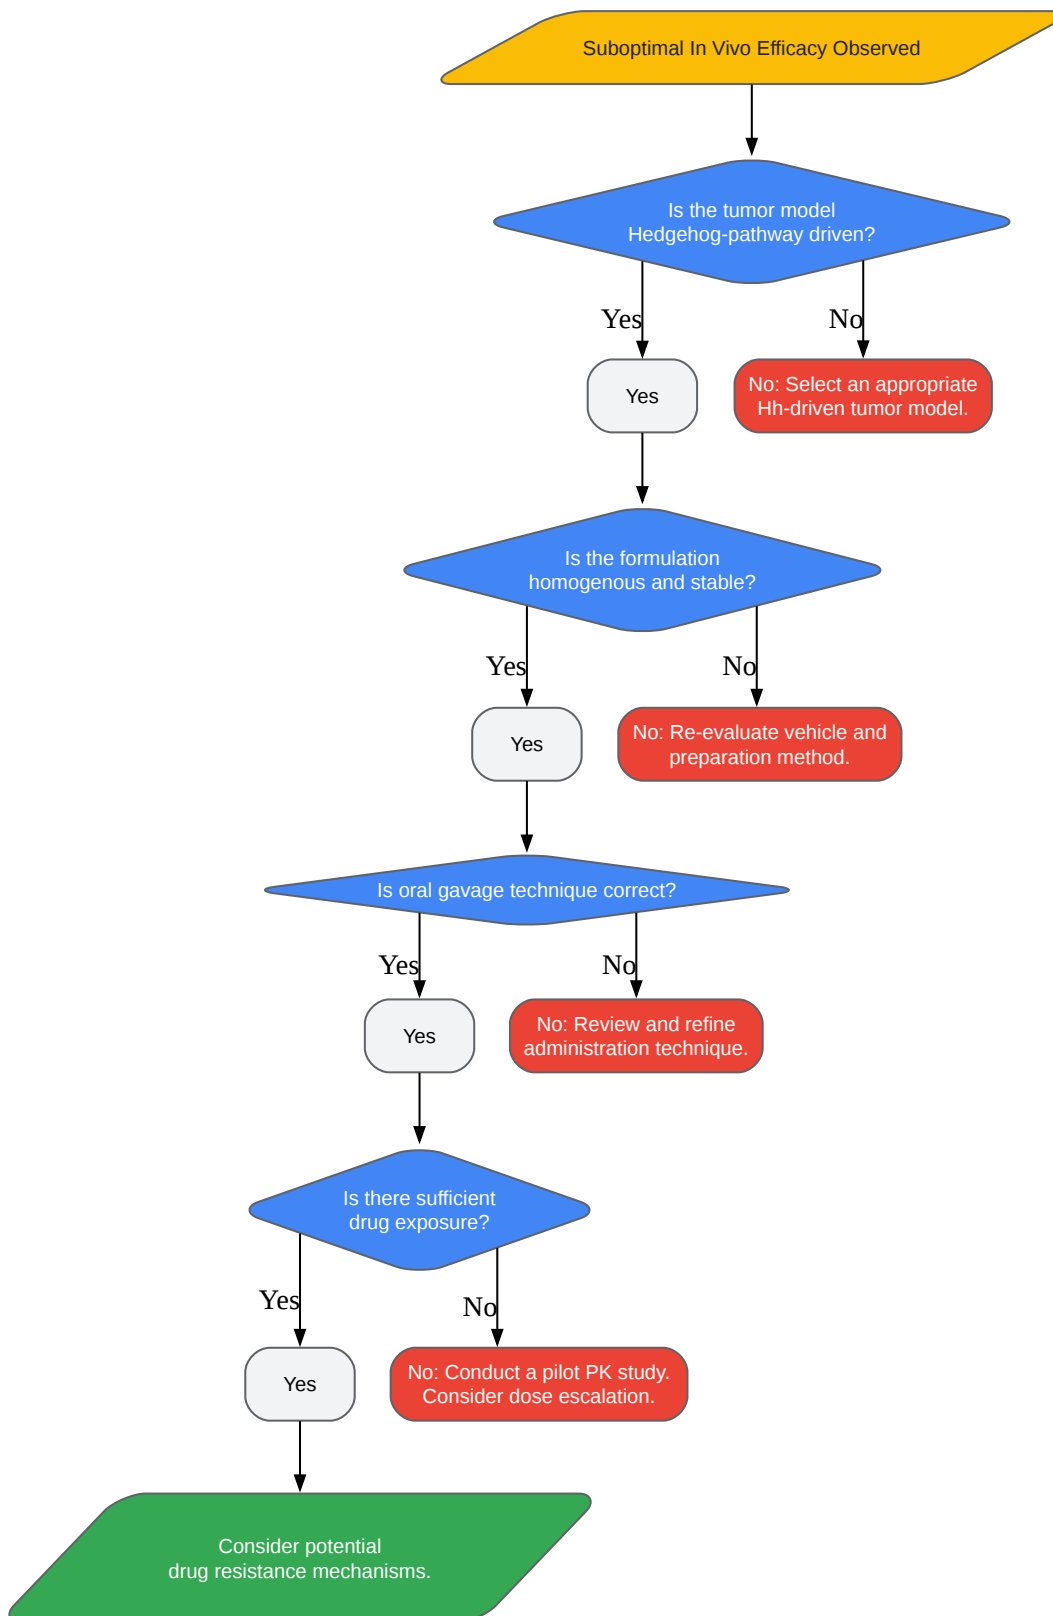 Suboptimal In Vivo Efficacy Observed
Is the tumor model
Hedgehog-pathway driven?
Yes
No
Yes
No: Select an appropriate
Hh-driven tumor model.
Is the formulation
homogenous and stable?
Yes
No
Yes
No: Re-evaluate vehicle and
preparation method.
Is oral gavage technique correct?
Yes
No
Yes
No: Review and refine
administration technique.
Is there sufficient
drug exposure?
Yes
No
Yes
No: Conduct a pilot PK study.
Consider dose escalation.
Consider potential
drug resistance mechanisms.